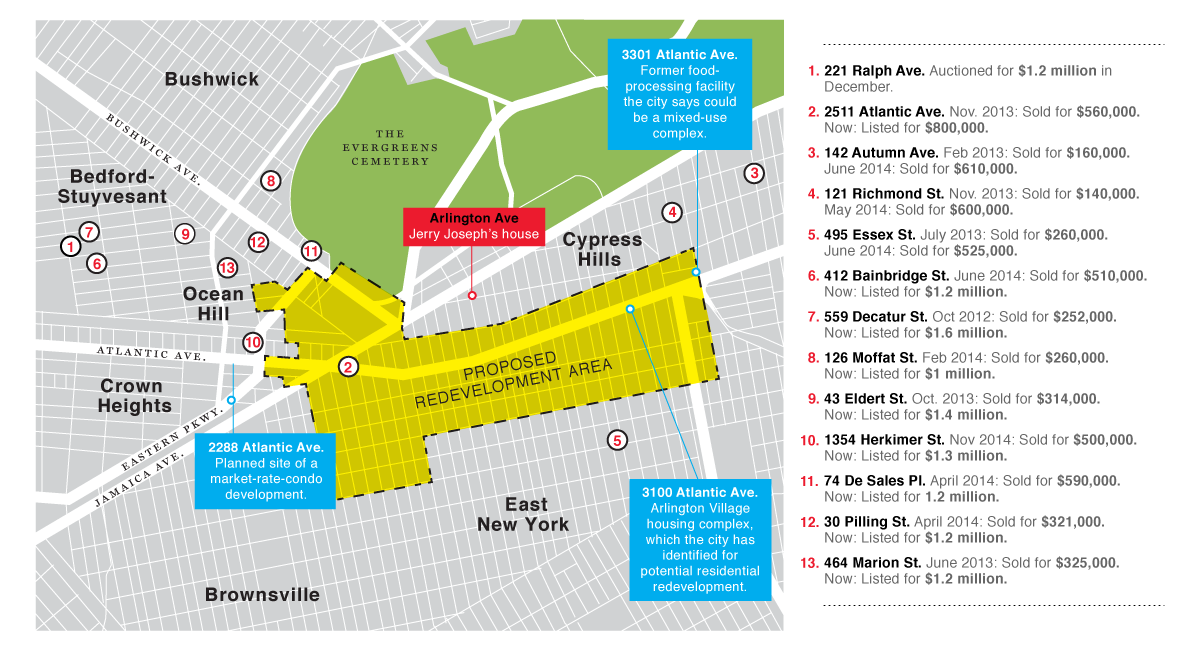 Bushwick
BUSHWICK AVE.
Bedford-
Stuyvesant
THE
EVERGREENS
CEMETERY
3301 Atlantic Ave.
Former food-
processing facility
the city says could
be a mixed-use
complex.
8
3
4
7
1
6
9
12
13
11
Arlington Ave
Jerry Joseph's house
Cypress
Hills
Ocean
Hill
10
ATLANTIC AVE.
2
PROPOSED
REDEVELOPMENT AREA
Crown
Heights
EASTERN PKWY.
JAMAICA AVE.
2288 Atlantic Ave.
Planned site of a
market-rate-condo
development.
5
3100 Atlantic Ave.
Arlington Village
housing complex,
which the city has
identified for
potential residential
redevelopment.
East
New York
Brownsville
1. 221 Ralph Ave. Auctioned for $1.2 million in
December.
2. 2511 Atlantic Ave. Nov. 2013: Sold for $560,000.
Now: Listed for $800,000.
3. 142 Autumn Ave. Feb 2013: Sold for $160,000.
June 2014: Sold for $610,000.
4. 121 Richmond St. Nov. 2013: Sold for $140,000.
May 2014: Sold for $600,000.
5. 495 Essex St. July 2013: Sold for $260,000.
June 2014: Sold for $525,000.
6. 412 Bainbridge St. June 2014: Sold for $510,000.
Now: Listed for $1.2 million.
7. 559 Decatur St. Oct 2012: Sold for $252,000.
Now: Listed for $1.6 million.
8. 126 Moffat St. Feb 2014: Sold for $260,000.
Now: Listed for $1 million.
9. 43 Eldert St. Oct. 2013: Sold for $314,000.
Now: Listed for $1.4 million.
10. 1354 Herkimer St. Nov 2014: Sold for $500,000.
Now: Listed for $1.3 million.
11. 74 De Sales Pl. April 2014: Sold for $590,000.
Now: Listed for 1.2 million.
12. 30 Pilling St. April 2014: Sold for $321,000.
Now: Listed for $1.2 million.
13. 464 Marion St. June 2013: Sold for $325,000.
Now: Listed for $1.2 million.